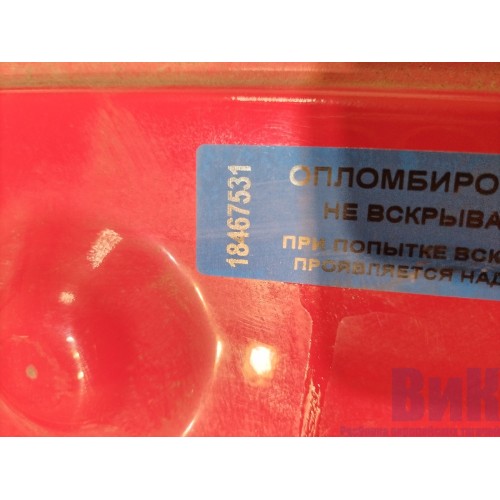 18467531
ОПЛОМБИРО
НЕ ВСКРЫВА
ПРИ ПОПЫТКЕ ВСК
ПРОЯВЛЯЕТСЯ НАД
ВиК